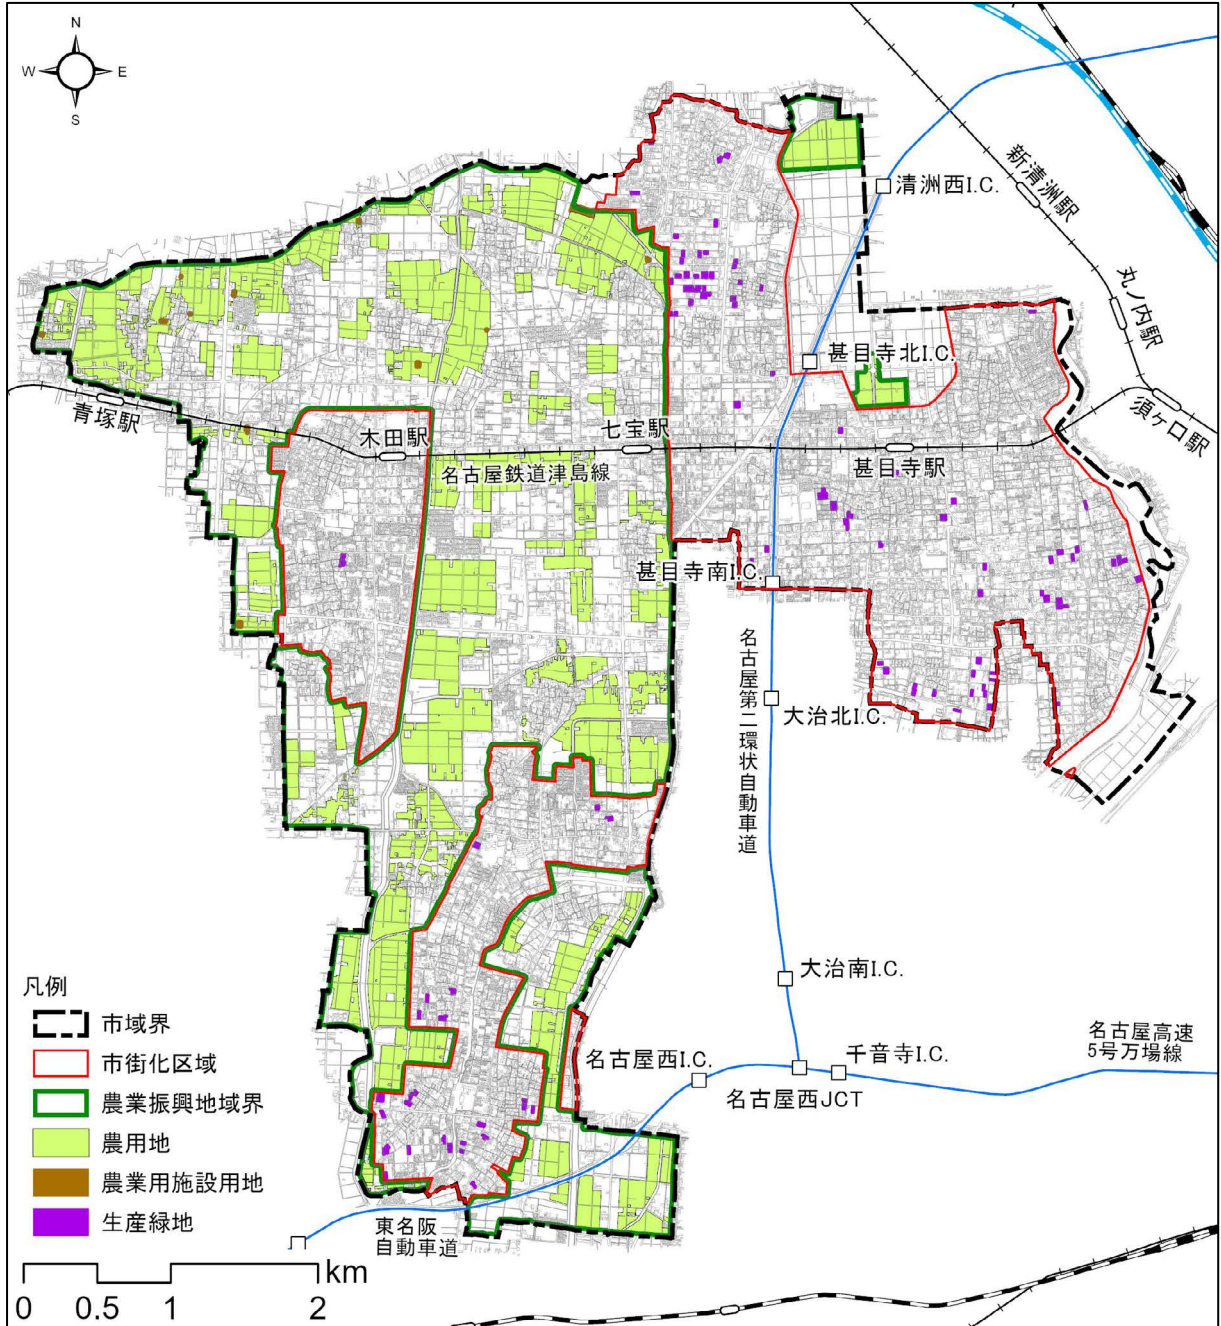 N
W
E
S
清洲西I.C.
新清洲駅
丸ノ内駅
甚目寺北I.C.
須ヶ口駅
青塚駅
木田駅
七宝駅
名古屋鉄道津島線
甚目寺駅
甚目寺南I.C.
名古屋第二環状自動車道
大治北I.C.
大治南I.C.
名古屋西I.C.
千音寺I.C.
名古屋高速
5号万場線
名古屋西JCT
東名阪
自動車道
凡例
市域界
市街化区域
農業振興地域界
農用地
農業用施設用地
生産緑地
km
0 0.5 1 2